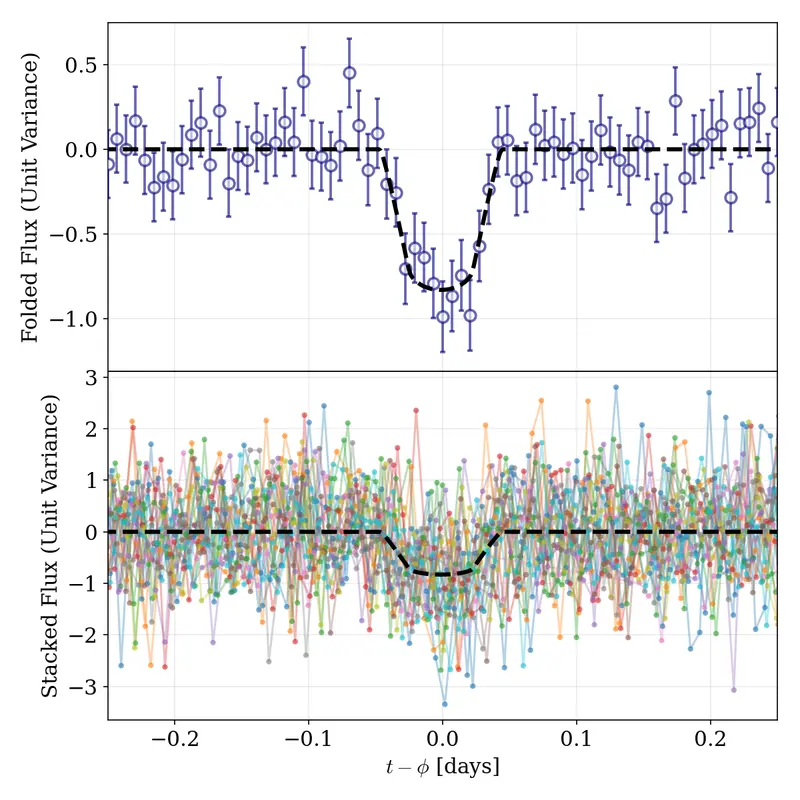 Folded Flux (Unit Variance)
0.5
0.0
−0.5
−1.0
Stacked Flux (Unit Variance)
3
2
1
0
−1
−2
−3
−0.2 −0.1 0.0 0.1 0.2
t − ϕ [days]